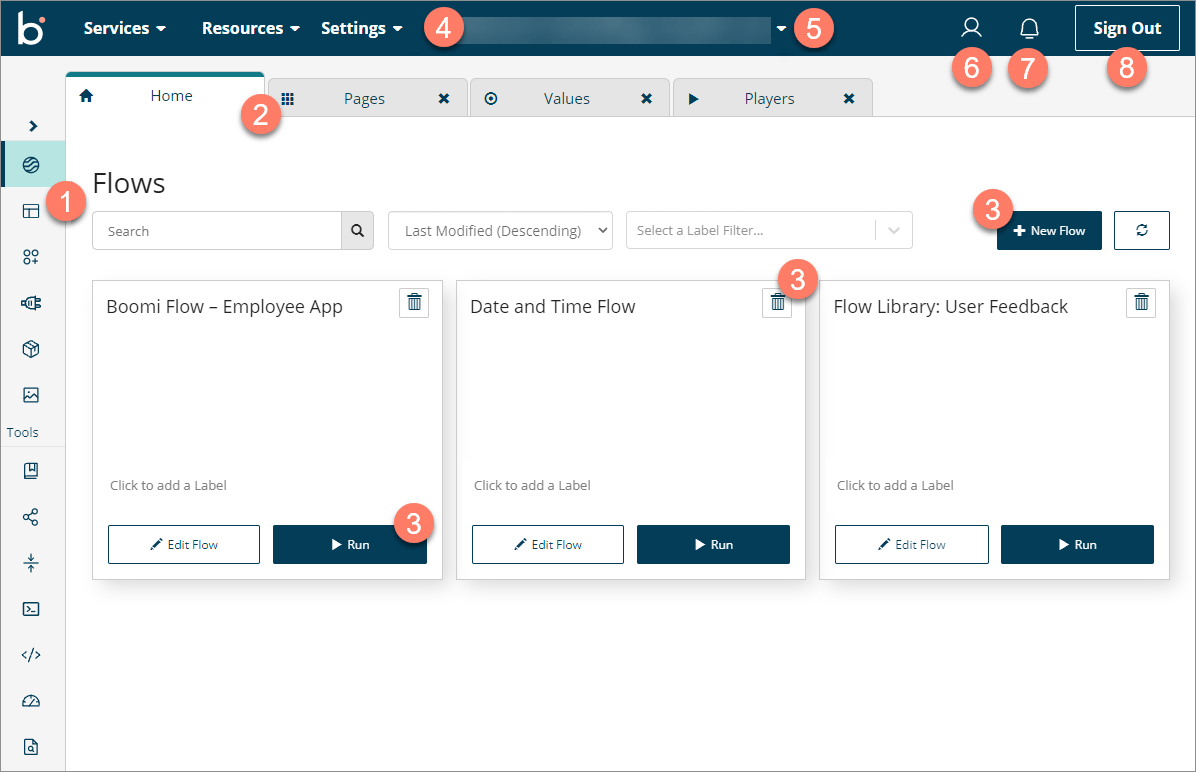 b
Services Resources Settings 4 5
6 7 8
Sign Out
Home Pages Values Players
2
1
Tools
Flows
Search Last Modified (Descending) Select a Label Filter... New Flow
3
3
Boomi Flow – Employee App
Click to add a Label
Edit Flow Run
3
Date and Time Flow
Click to add a Label
Edit Flow Run
Flow Library: User Feedback
Click to add a Label
Edit Flow Run